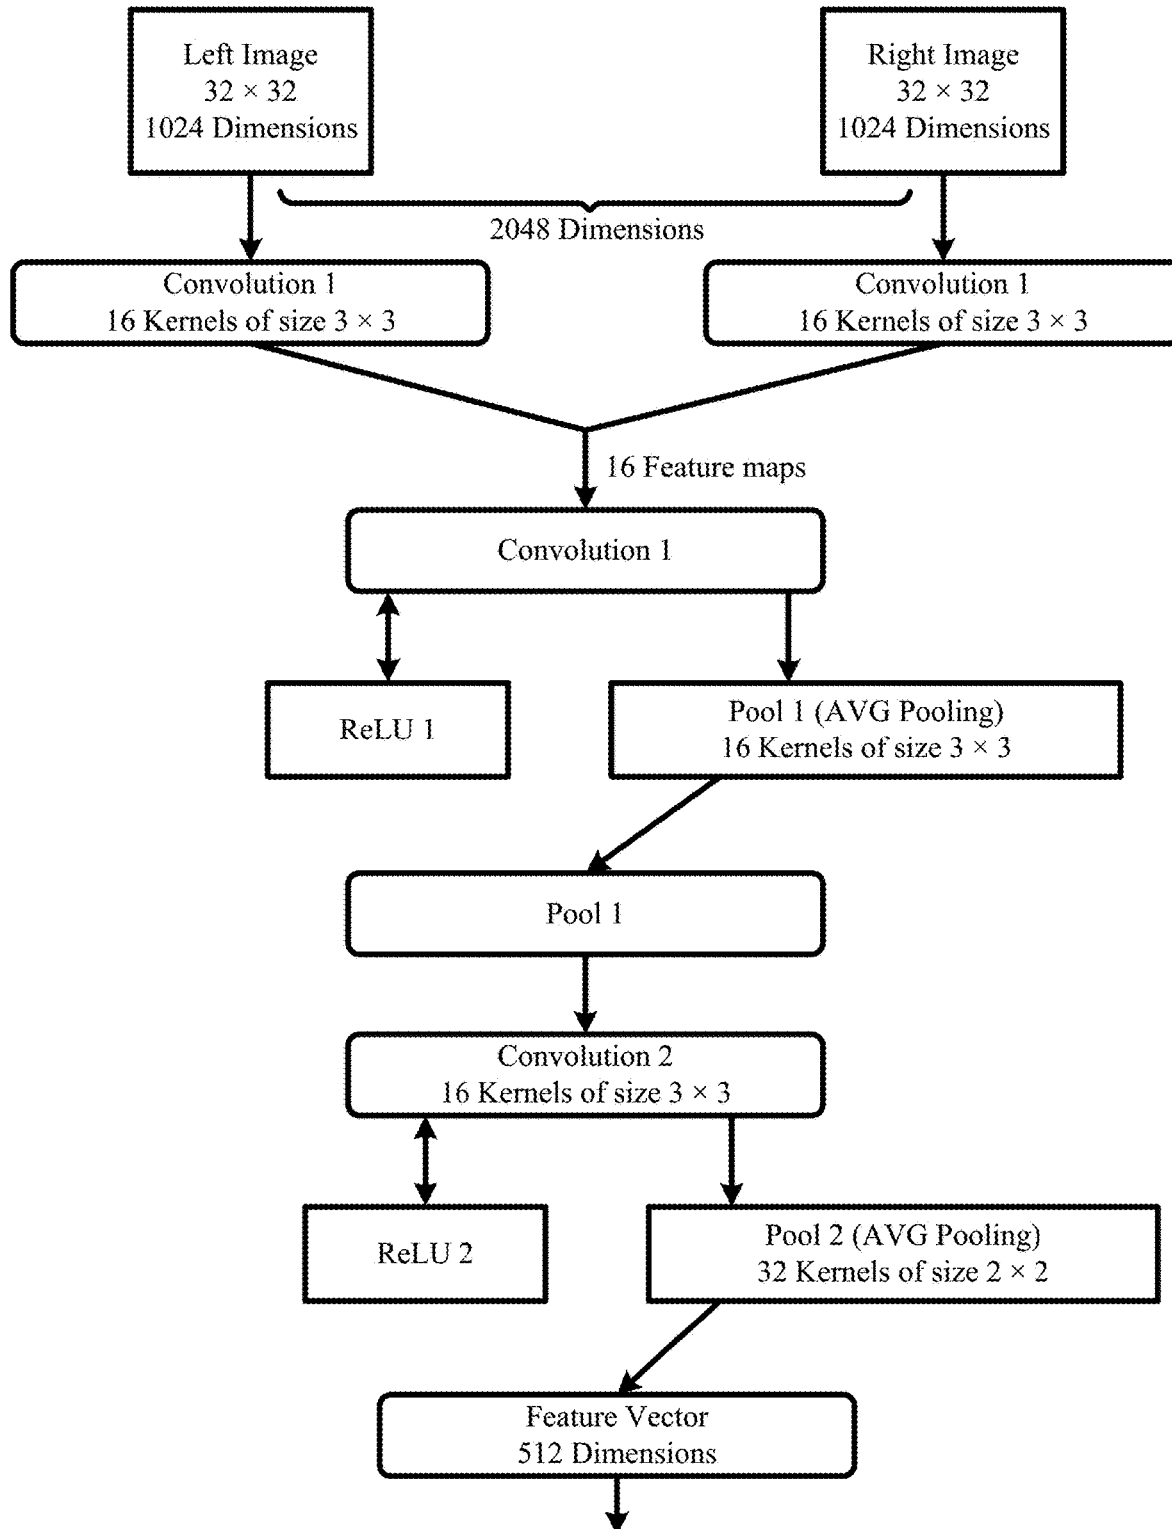 Left Image
32 × 32
1024 Dimensions
Right Image
32 × 32
1024 Dimensions
2048 Dimensions
Convolution 1
16 Kernels of size 3 × 3
Convolution 1
16 Kernels of size 3 × 3
16 Feature maps
Convolution 1
ReLU 1
Pool 1 (AVG Pooling)
16 Kernels of size 3 × 3
Pool 1
Convolution 2
16 Kernels of size 3 × 3
ReLU 2
Pool 2 (AVG Pooling)
32 Kernels of size 2 × 2
Feature Vector
512 Dimensions